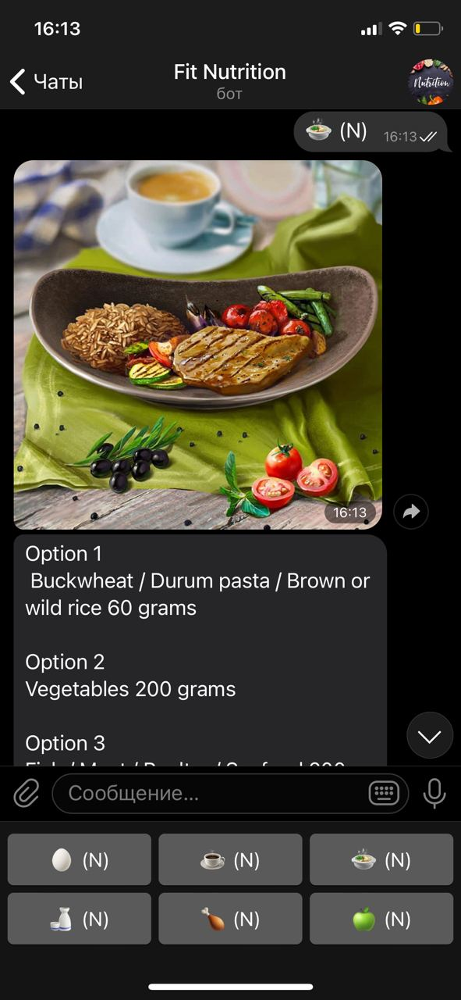 16:13
Чаты
Fit Nutrition
бот
Nutrition
(N) 16:13
16:13
Option 1
Buckwheat / Durum pasta / Brown or
wild rice 60 grams
Option 2
Vegetables 200 grams
Option 3
Сообщение...
(N) (N) (N)
(N) (N) (N)